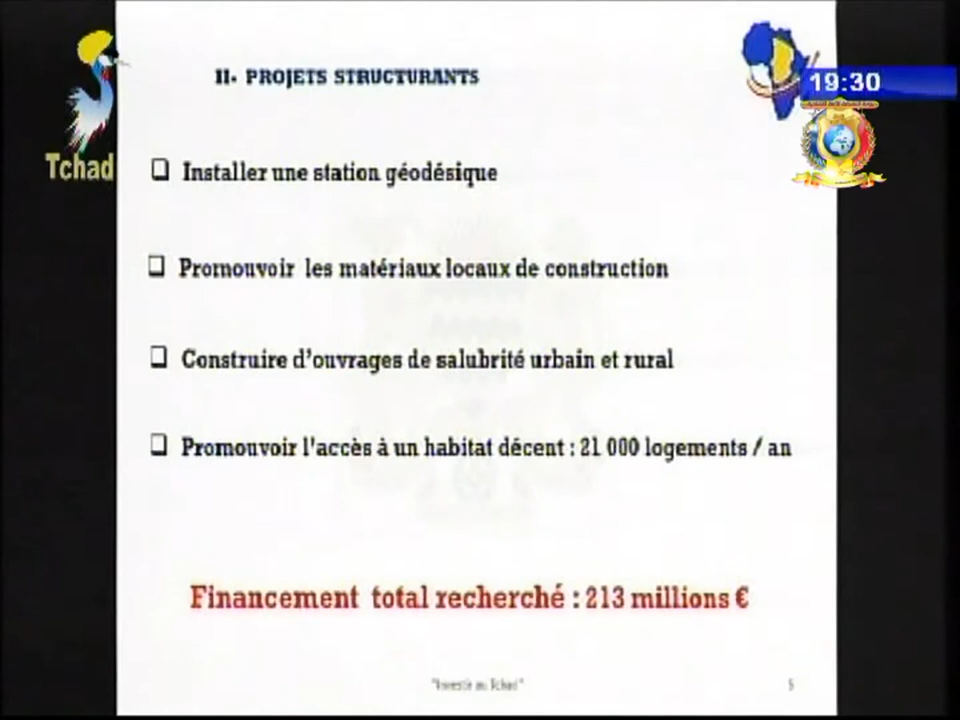 II. PROJETS STRUCTURANTS
19:30
Tchad
Installer une station géodésique
Promouvoir les matériaux locaux de construction
Construire d'ouvrages de salubrité urbain et rural
Promouvoir l'accès à un habitat décent : 21 000 logements / an
Financement total recherché : 213 millions €
"Investir au Tchad"
5